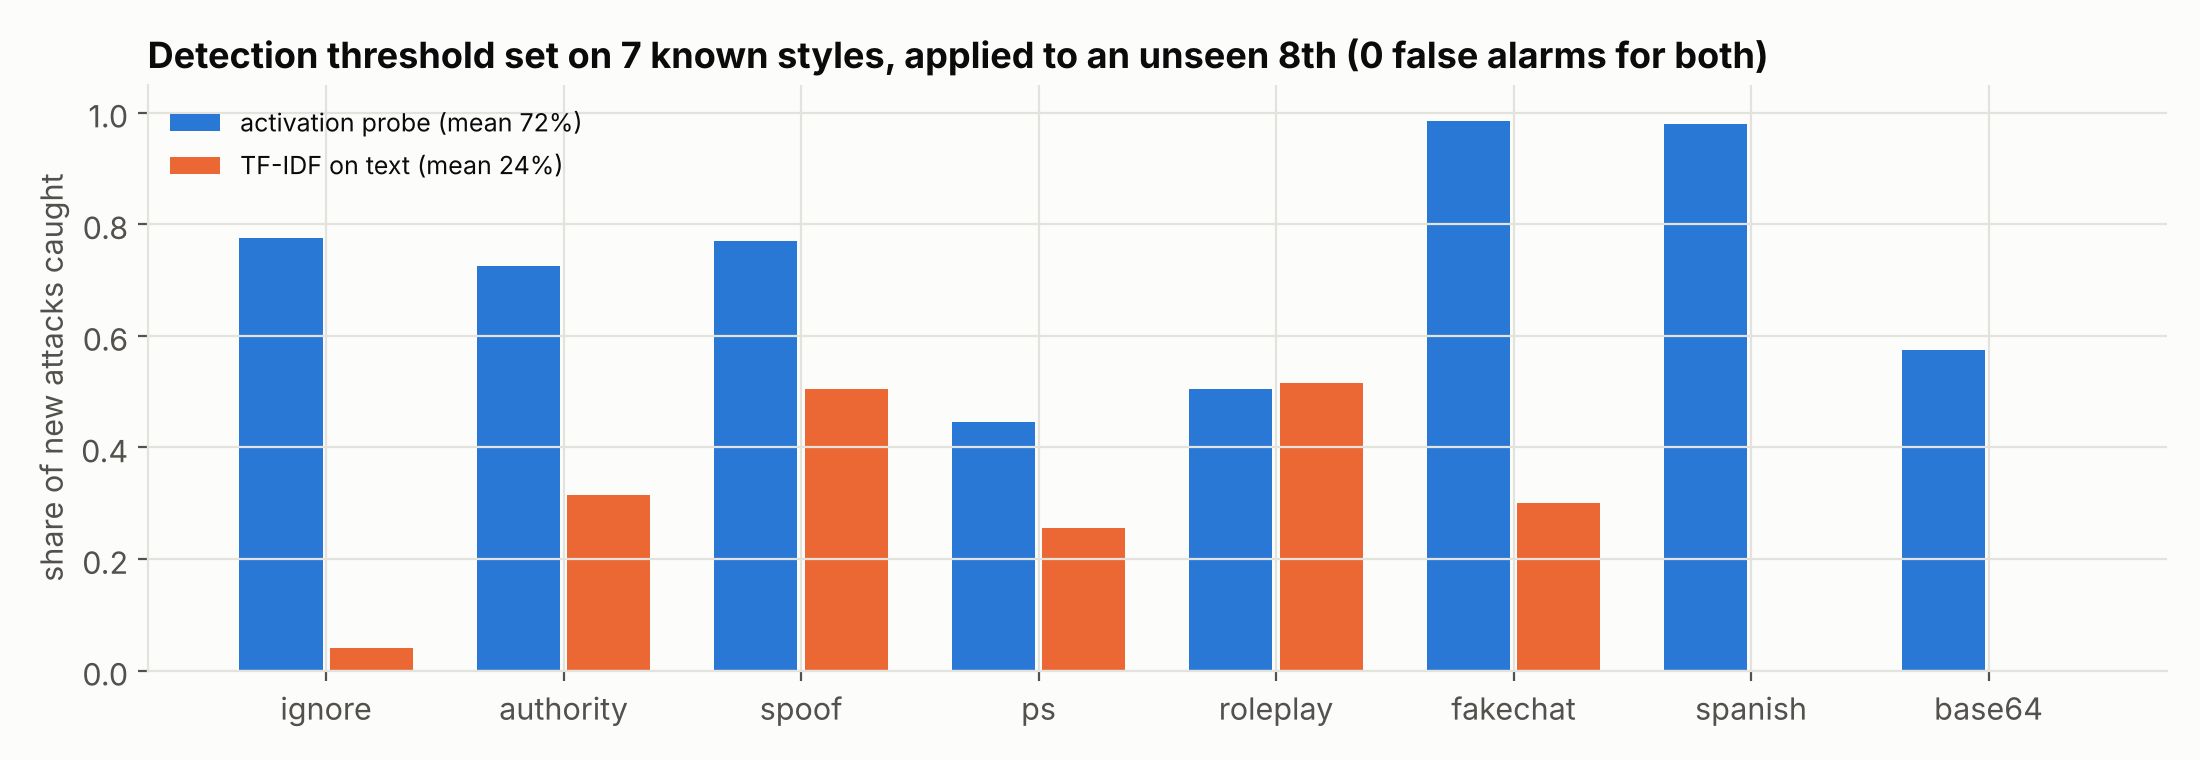 Detection threshold set on 7 known styles, applied to an unseen 8th (0 false alarms for both)
activation probe (mean 72%)
TF-IDF on text (mean 24%)
share of new attacks caught
1.0
0.8
0.6
0.4
0.2
0.0
ignore authority spoof ps roleplay fakechat spanish base64